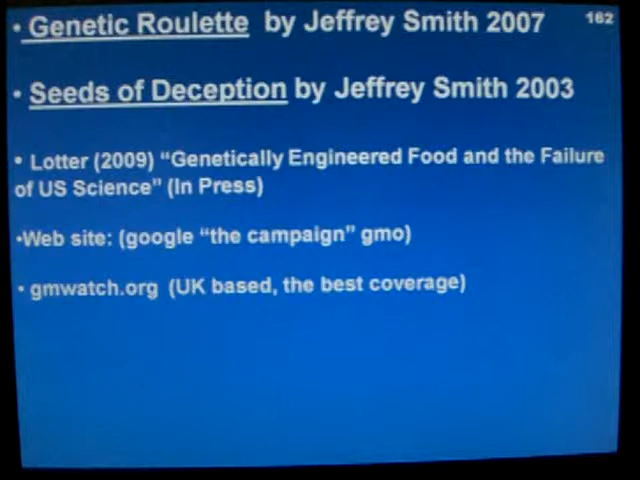 • Genetic Roulette by Jeffrey Smith 2007
162
• Seeds of Deception by Jeffrey Smith 2003
• Lotter (2009) “Genetically Engineered Food and the Failure
of US Science” (In Press)
•Web site: (google “the campaign” gmo)
• gmwatch.org (UK based, the best coverage)